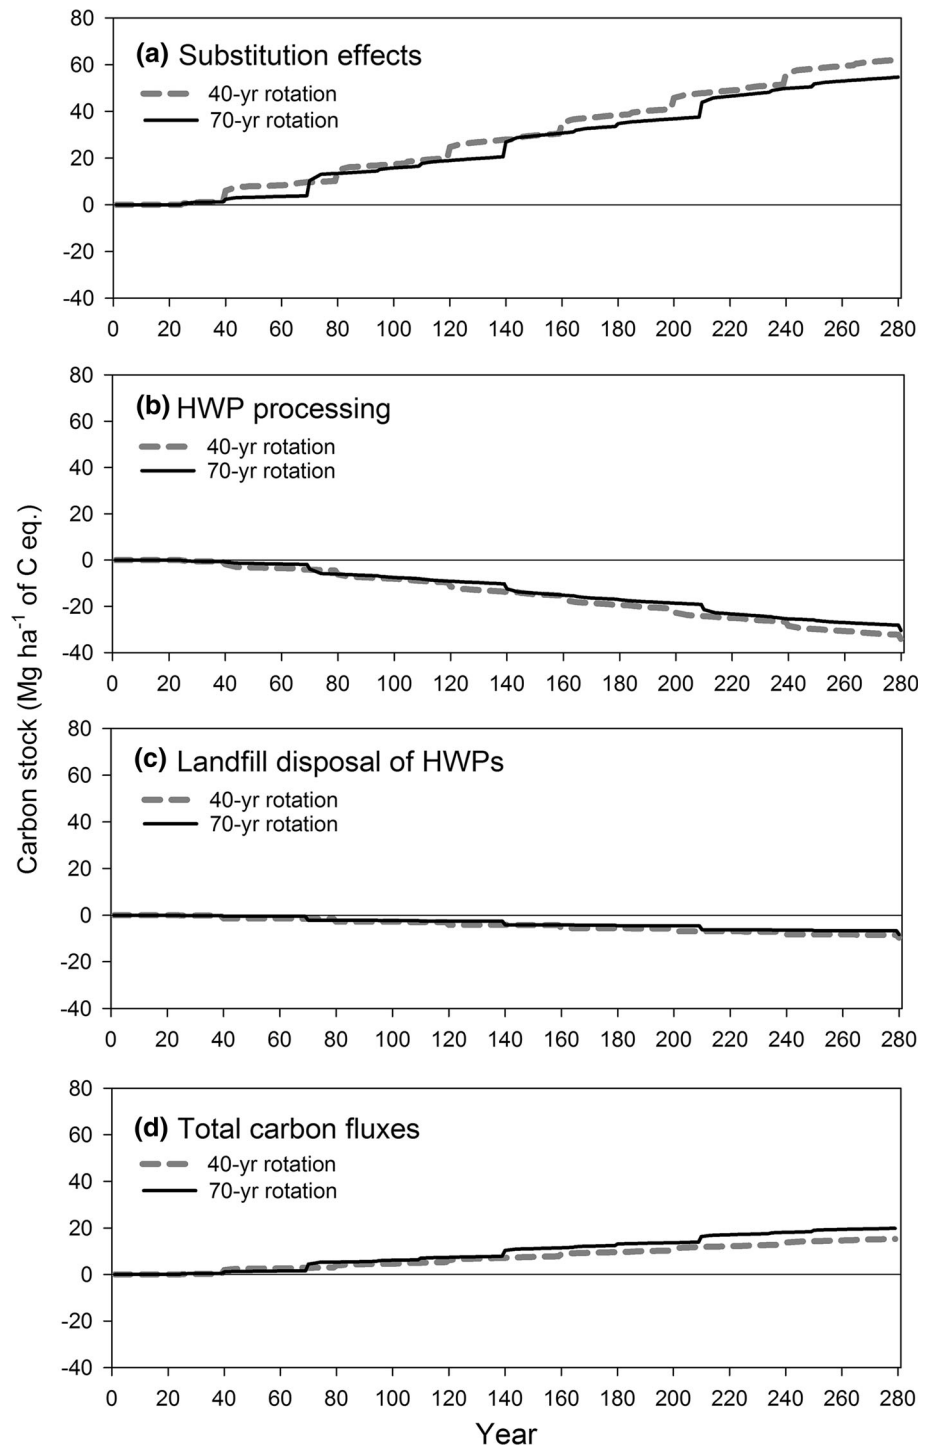 80
60
40
20
0
-20
-40
(a) Substitution effects
40-yr rotation
70-yr rotation
0 20 40 60 80 100 120 140 160 180 200 220 240 260 280
80
60
40
20
0
-20
-40
(b) HWP processing
40-yr rotation
70-yr rotation
0 20 40 60 80 100 120 140 160 180 200 220 240 260 280
Carbon stock (Mg ha⁻¹ of C eq.)
80
60
40
20
0
-20
-40
(c) Landfill disposal of HWPs
40-yr rotation
70-yr rotation
0 20 40 60 80 100 120 140 160 180 200 220 240 260 280
80
60
40
20
0
-20
-40
(d) Total carbon fluxes
40-yr rotation
70-yr rotation
0 20 40 60 80 100 120 140 160 180 200 220 240 260 280
Year